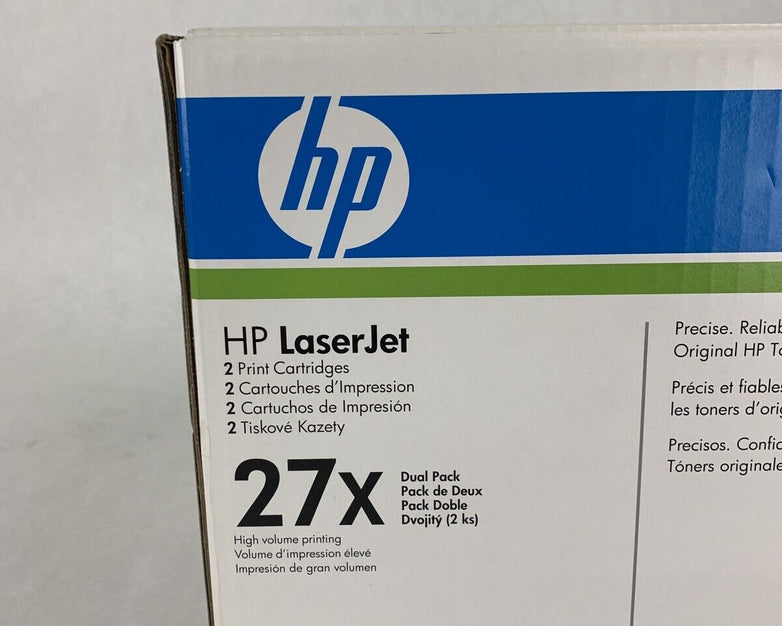 hp
HP LaserJet
2 Print Cartridges
2 Cartouches d'Impression
2 Cartuchos de Impresión
2 Tiskové Kazety
27X
Dual Pack
Pack de Deux
Pack Doble
Dvojitý (2 ks)
High volume printing
Volume d'impression élevé
Impresión de gran volumen
Precise.
Original HP
Précis et
les toners
Precisos.
Tóners